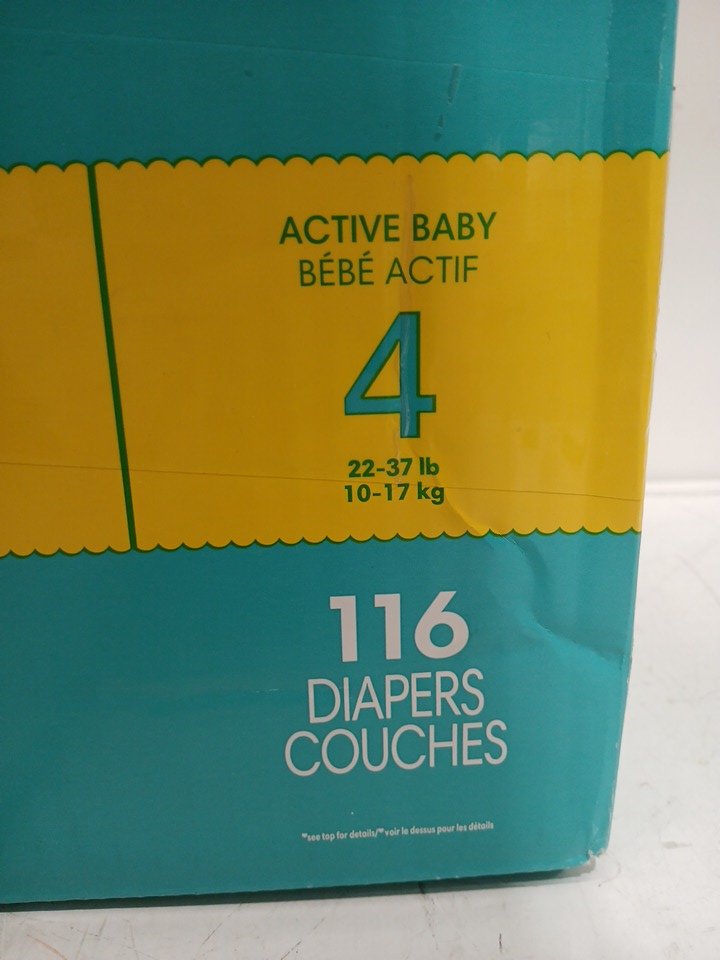 ACTIVE BABY
BÉBÉ ACTIF
4
22-37 lb
10-17 kg
116
DIAPERS
COUCHES
see top for details/ voir le dessus pour les détails